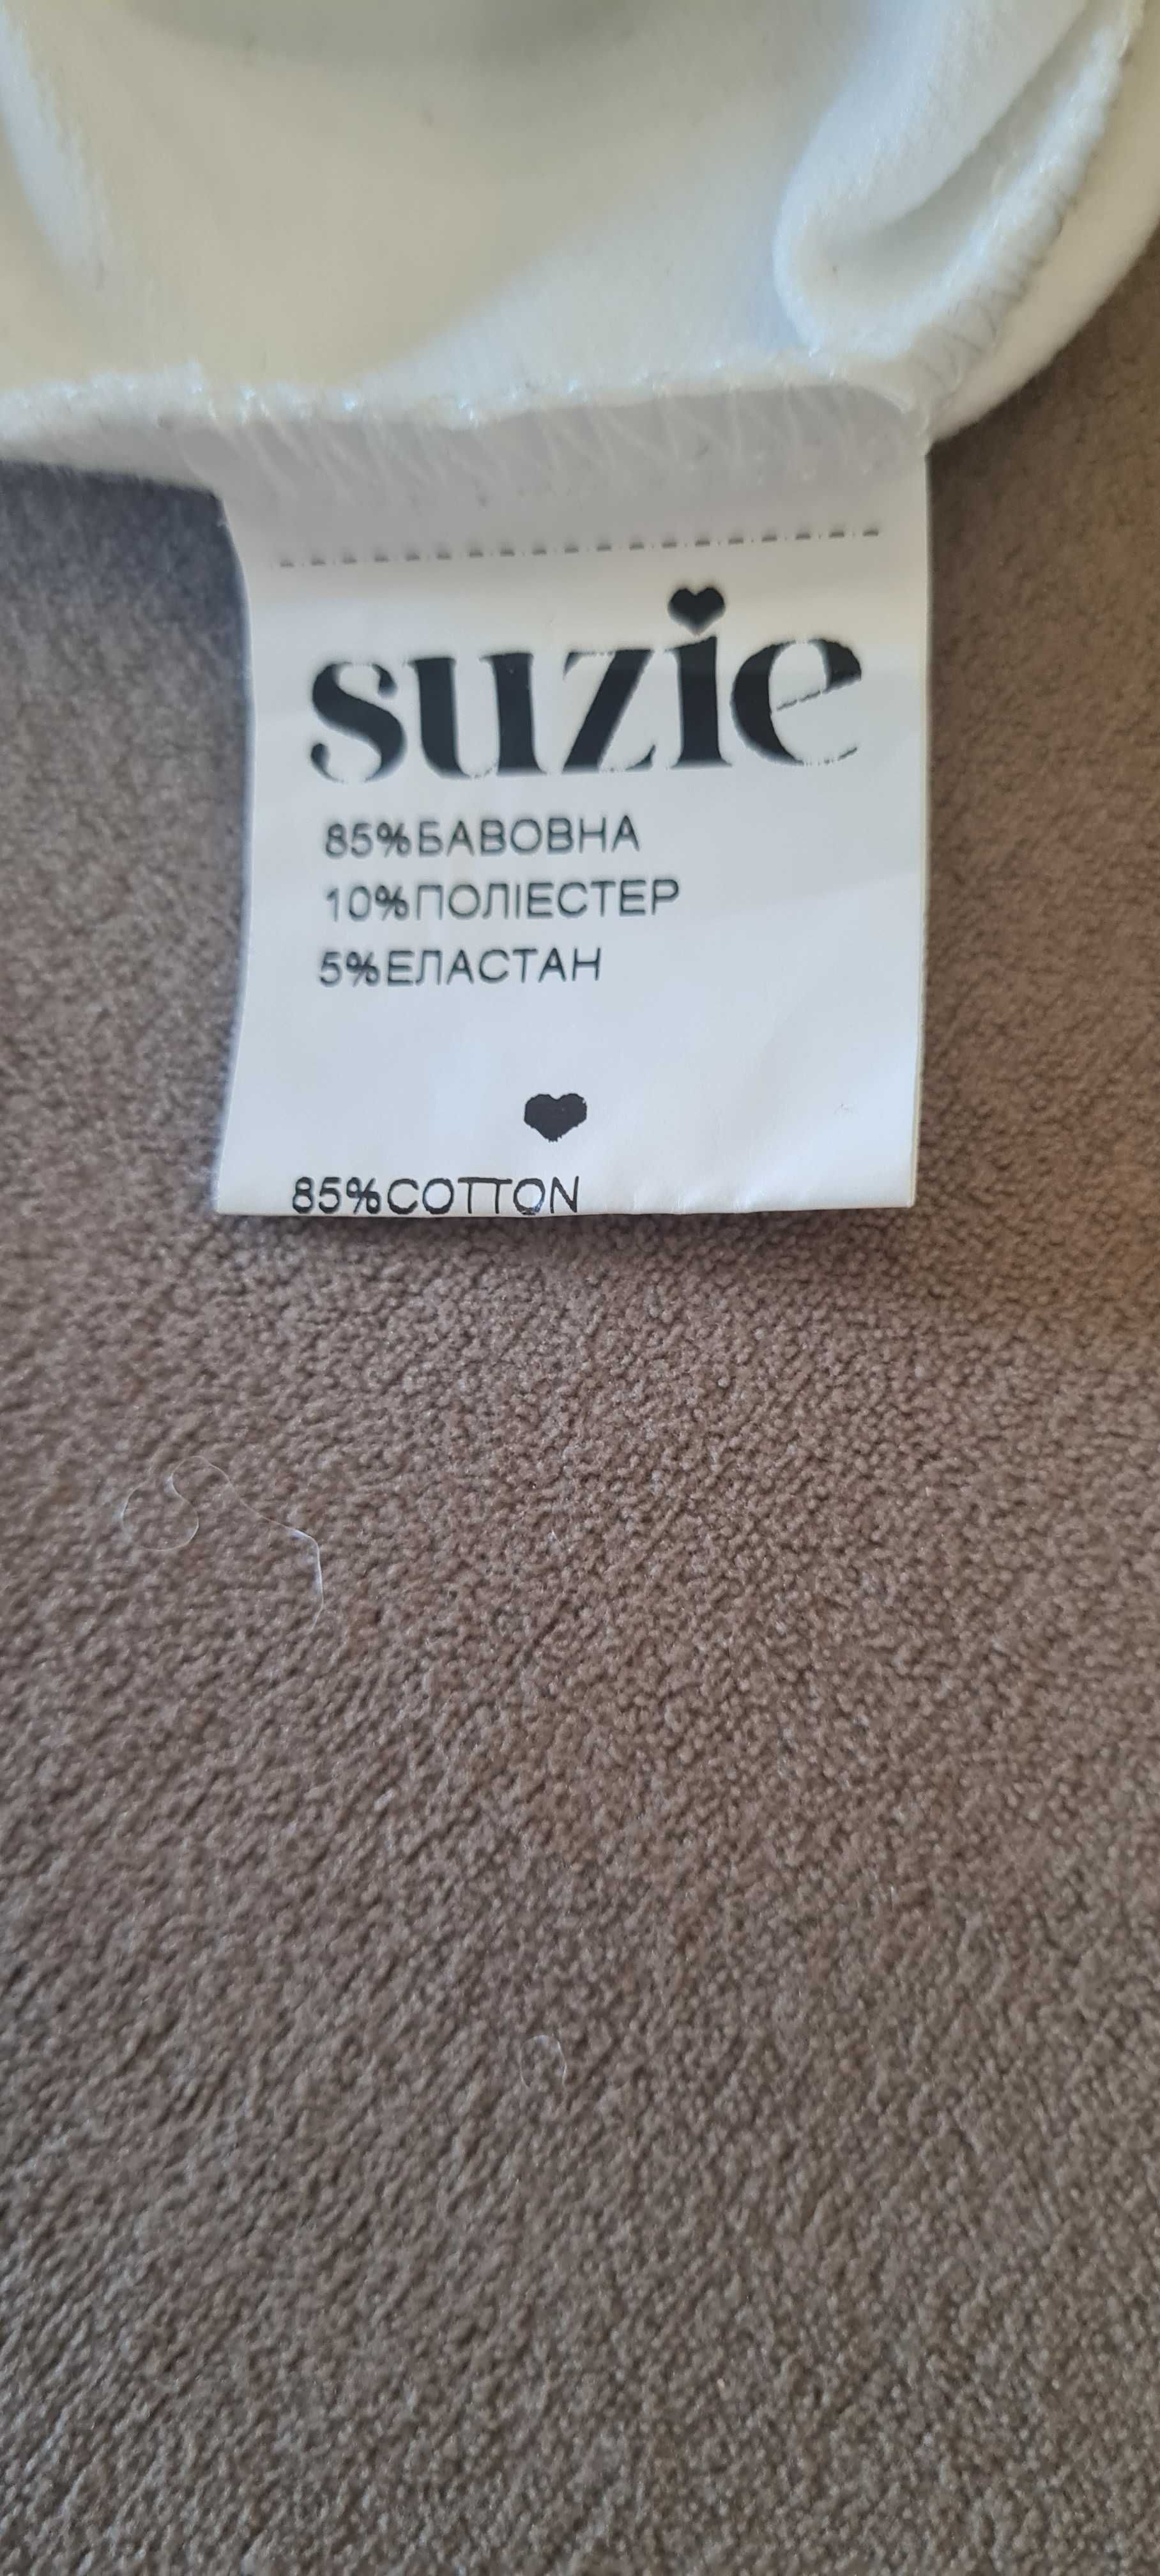 suzie
85%БАВОВНА
10%ПОЛІЕСТЕР
5%ЕЛАСТАН
85%COTTON